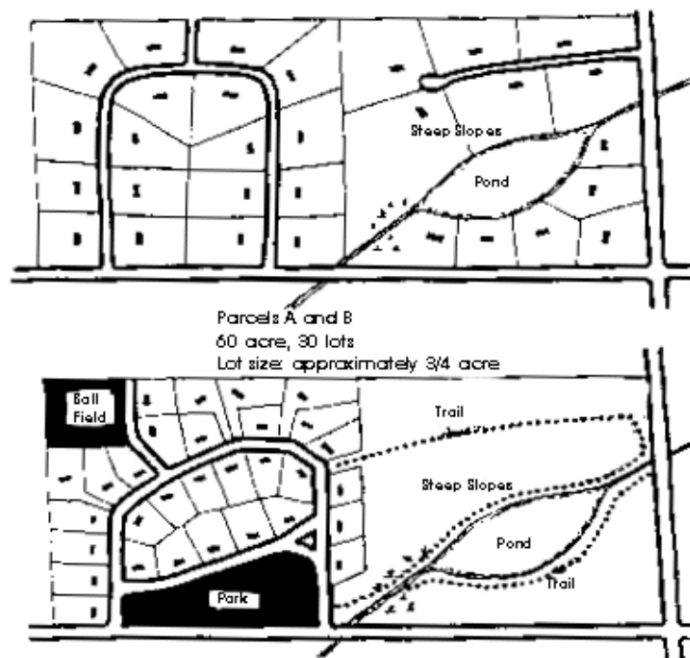 Steep Slopes
Pond
Parcels A and B
60 acre, 30 lots
Lot size: approximately 3/4 acre
Ball
Field
Trail
Steep Slopes
Pond
Trail
Park